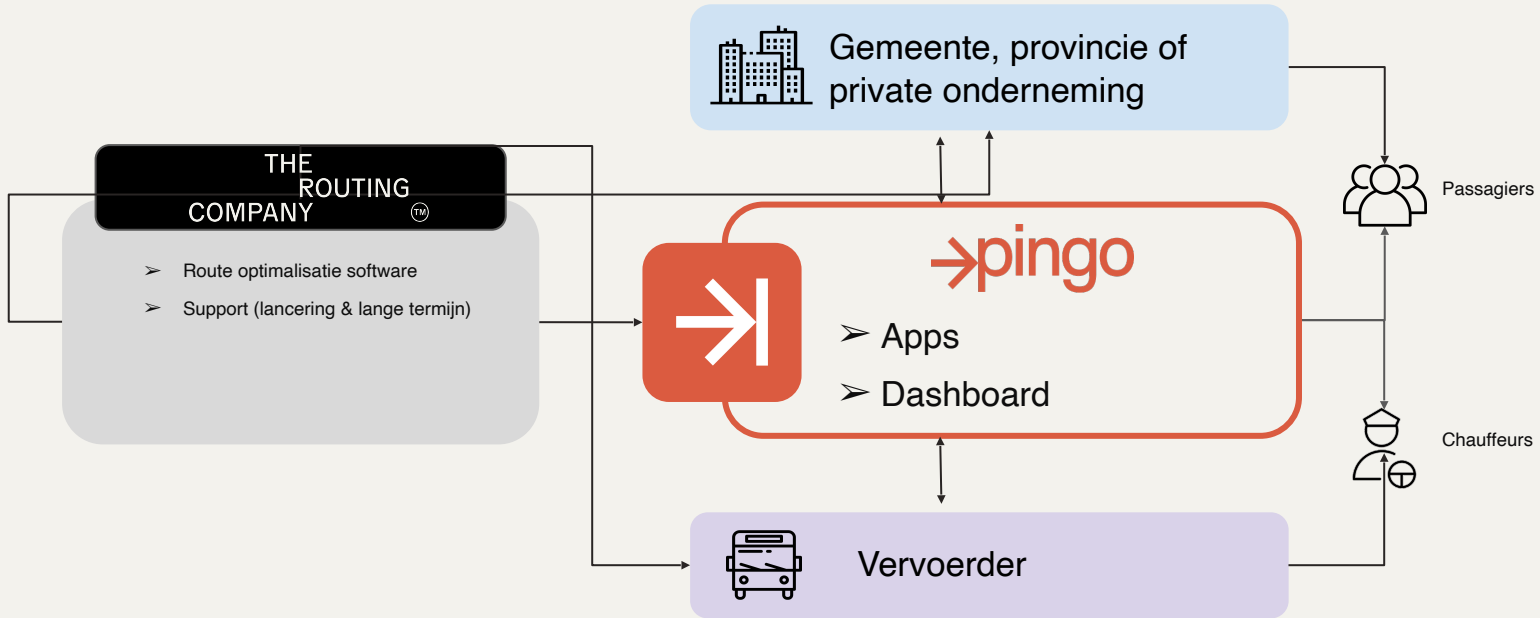 Gemeente, provincie of
private onderneming
THE
ROUTING
COMPANY TM
➢ Route optimalisatie software
➢ Support (lancering & lange termijn)
pingo
➢ Apps
➢ Dashboard
Passagiers
Chauffeurs
Vervoerder